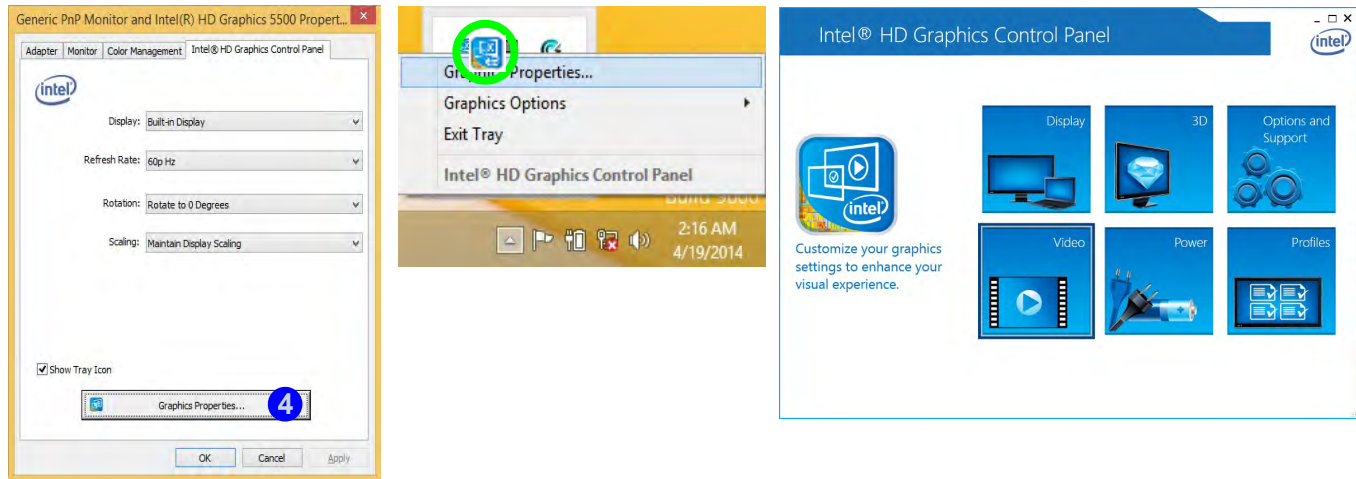 Generic PnP Monitor and Intel(R) HD Graphics 5500 Propert...
Adapter Monitor Color Management Intel® HD Graphics Control Panel
intel
Display: Built-in Display
Refresh Rate: 60p Hz
Rotation: Rotate to 0 Degrees
Scaling: Maintain Display Scaling
Show Tray Icon
Graphics Properties... 4
OK Cancel Apply
Graphics Properties...
Graphics Options
Exit Tray
Intel® HD Graphics Control Panel
2:16 AM
4/19/2014
Intel® HD Graphics Control Panel
intel
intel
Customize your graphics
settings to enhance your
visual experience.
Display
3D
Options and
Support
Video
Power
Profiles